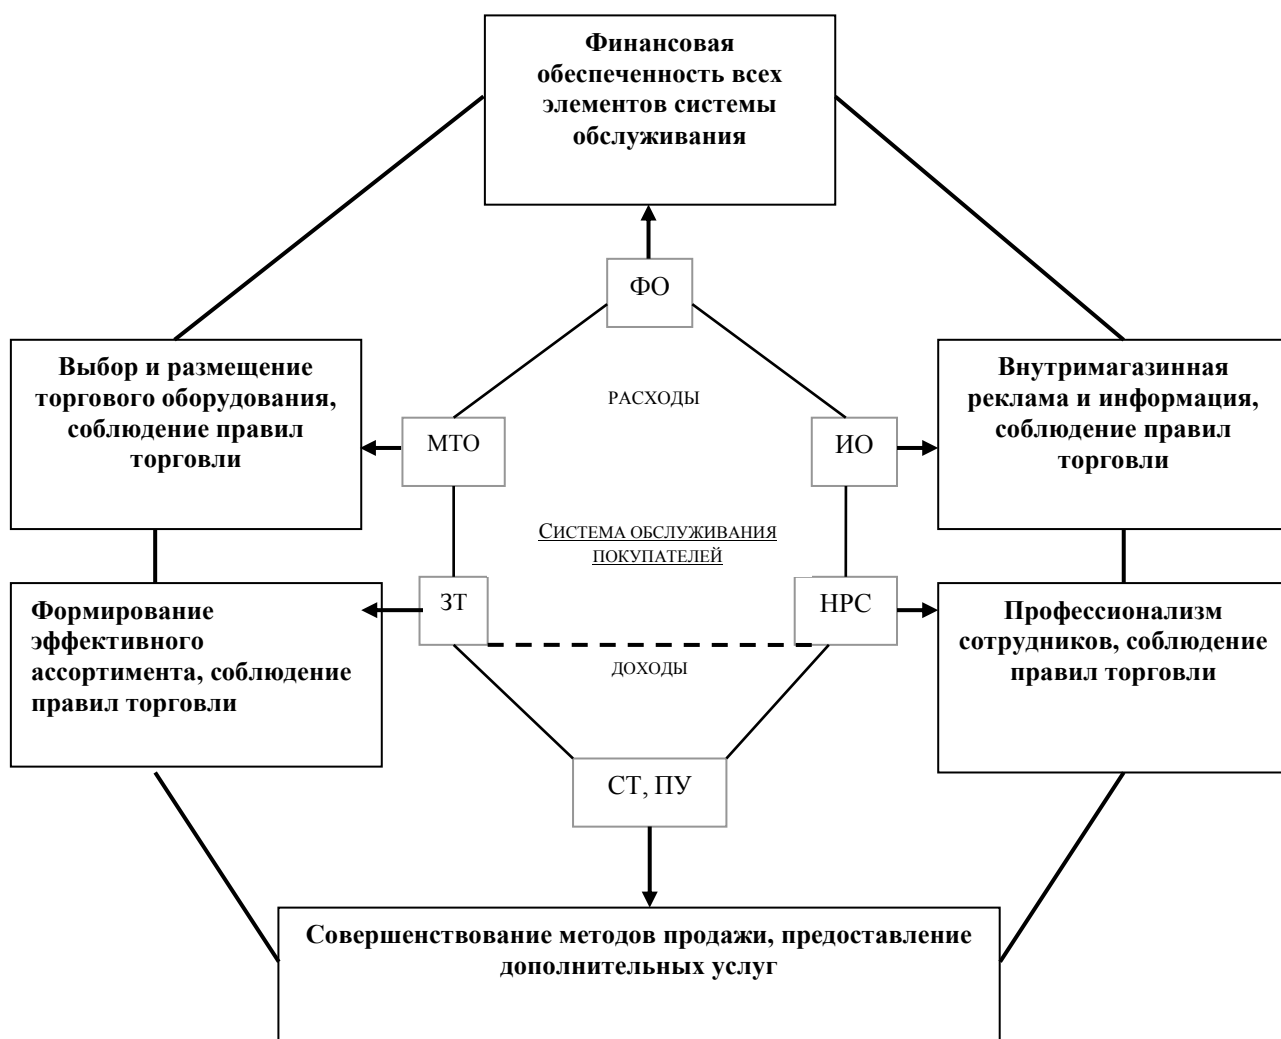 Финансовая
обеспеченность всех
элементов системы
обслуживания
ФО
Выбор и размещение
торгового оборудования,
соблюдение правил
торговли
РАСХОДЫ
МТО
ИО
Внутримагазинная
реклама и информация,
соблюдение правил
торговли
СИСТЕМА ОБСЛУЖИВАНИЯ
ПОКУПАТЕЛЕЙ
Формирование
эффективного
ассортимента, соблюдение
правил торговли
ЗТ
НРС
Профессионализм
сотрудников, соблюдение
правил торговли
ДОХОДЫ
СТ, ПУ
Совершенствование методов продажи, предоставление
дополнительных услуг